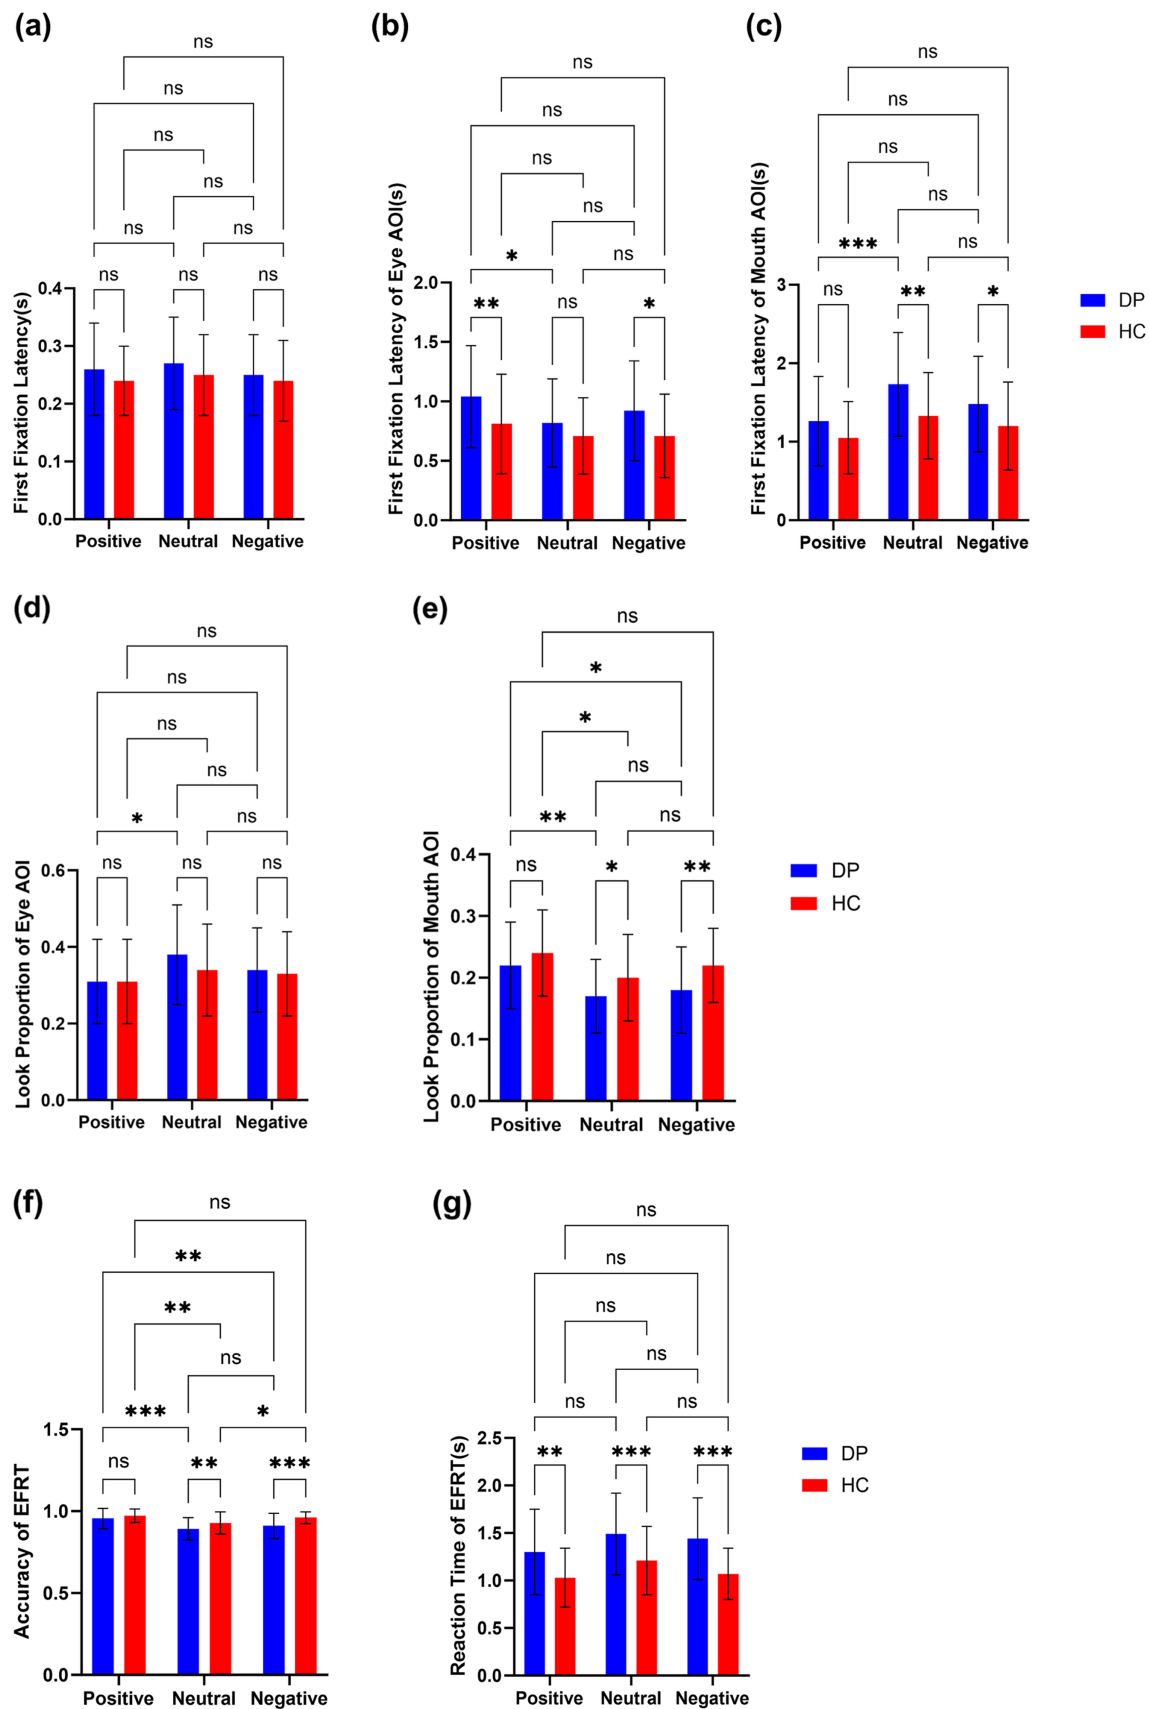 (a)
ns
ns
ns
ns
ns
ns
ns
ns
ns
First Fixation Latency(s)
0.4
0.3
0.2
0.1
0.0
Positive Neutral Negative
(b)
ns
ns
ns
ns
*
ns
**
ns
*
First Fixation Latency of Eye AOI(s)
2.0
1.5
1.0
0.5
0.0
Positive Neutral Negative
(c)
ns
ns
ns
ns
***
ns
ns
**
*
First Fixation Latency of Mouth AOI(s)
3
2
1
0
Positive Neutral Negative
DP
HC
(d)
ns
ns
ns
ns
*
ns
ns
ns
ns
Look Proportion of Eye AOI
0.6
0.4
0.2
0.0
Positive Neutral Negative
(e)
ns
*
*
ns
**
ns
ns
*
**
Look Proportion of Mouth AOI
0.4
0.3
0.2
0.1
0.0
Positive Neutral Negative
DP
HC
(f)
ns
**
**
ns
***
*
ns
**
***
Accuracy of EFRT
1.5
1.0
0.5
0.0
Positive Neutral Negative
(g)
ns
ns
ns
ns
ns
ns
**
***
***
Reaction Time of EFRT(s)
2.5
2.0
1.5
1.0
0.5
0.0
Positive Neutral Negative
DP
HC